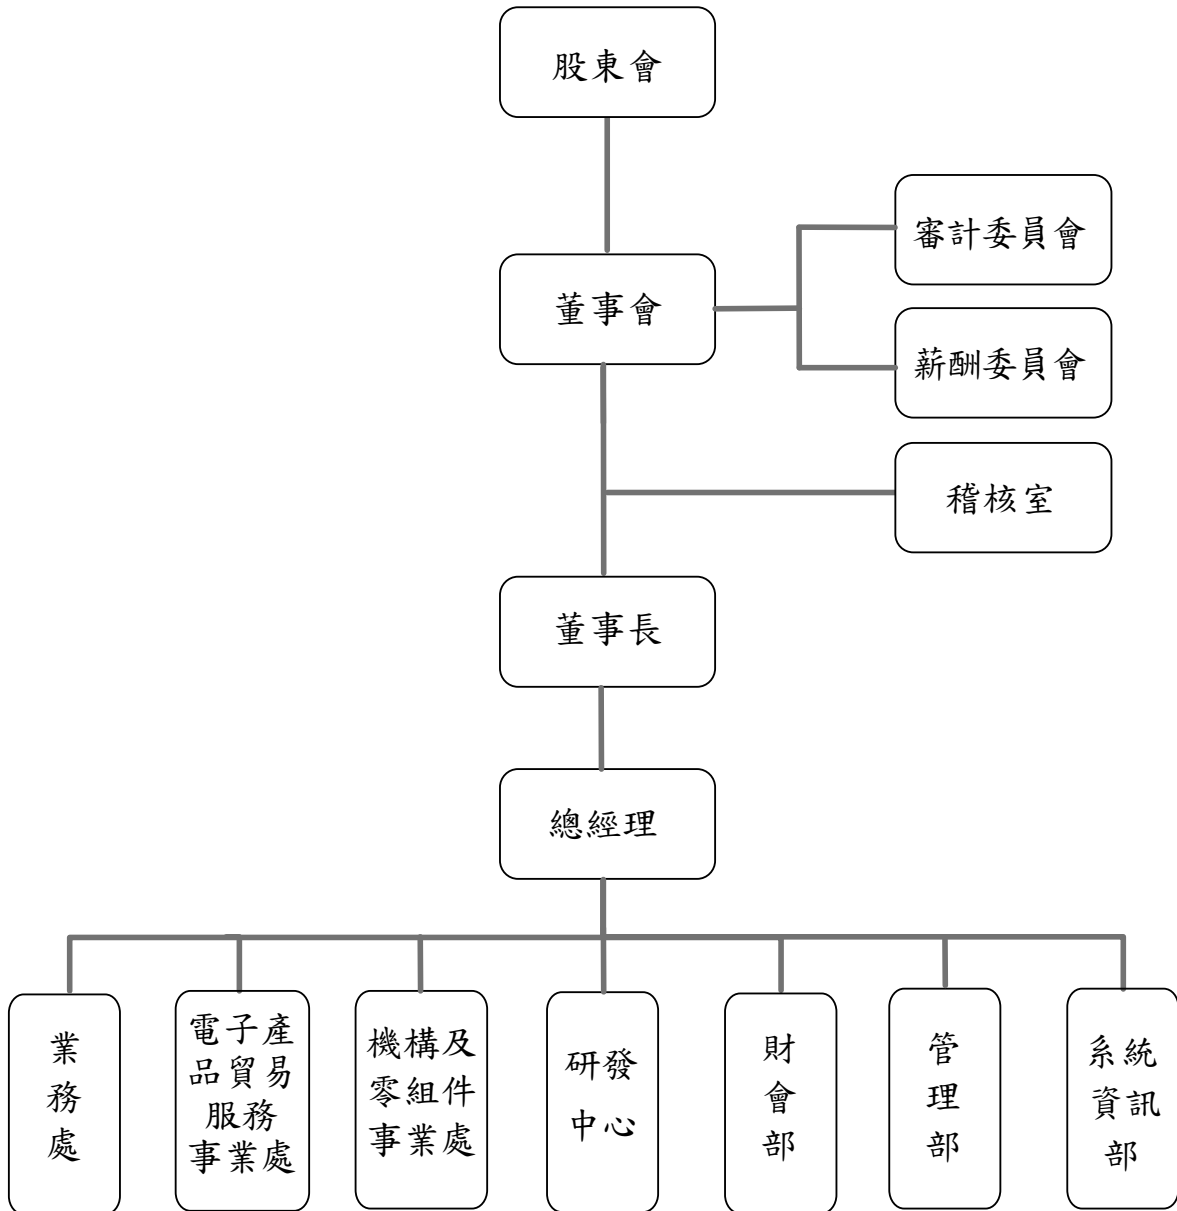 股東會
審計委員會
董事會
薪酬委員會
稽核室
董事長
總經理
業
務
處
電子產
品貿易
服務
事業處
機構及
零組件
事業處
研發
中心
財
會
部
管
理
部
系統
資訊
部